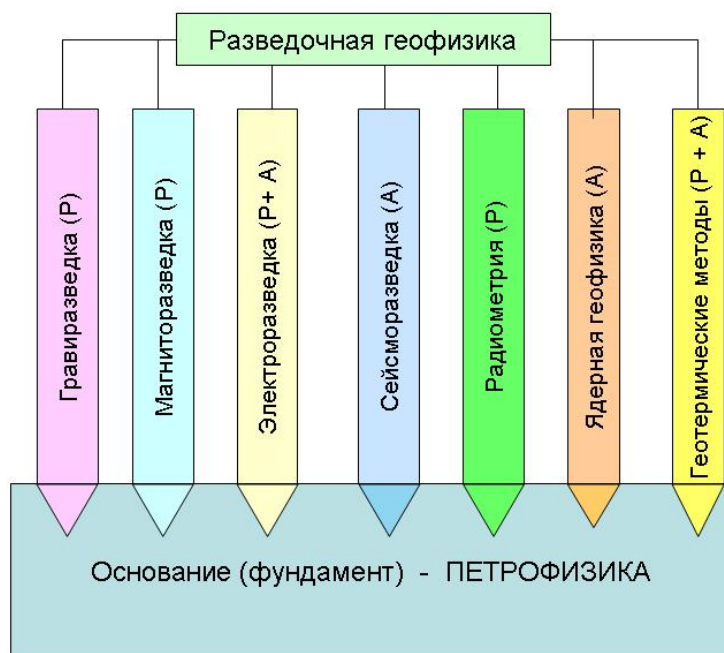 Разведочная геофизика
Гравиразведка (Р)
Магниторазведка (Р)
Электроразведка (Р+ А)
Сейсморазведка (А)
Радиометрия (Р)
Ядерная геофизика (А)
Геотермические методы (Р + А)
Основание (фундамент) - ПЕТРОФИЗИКА